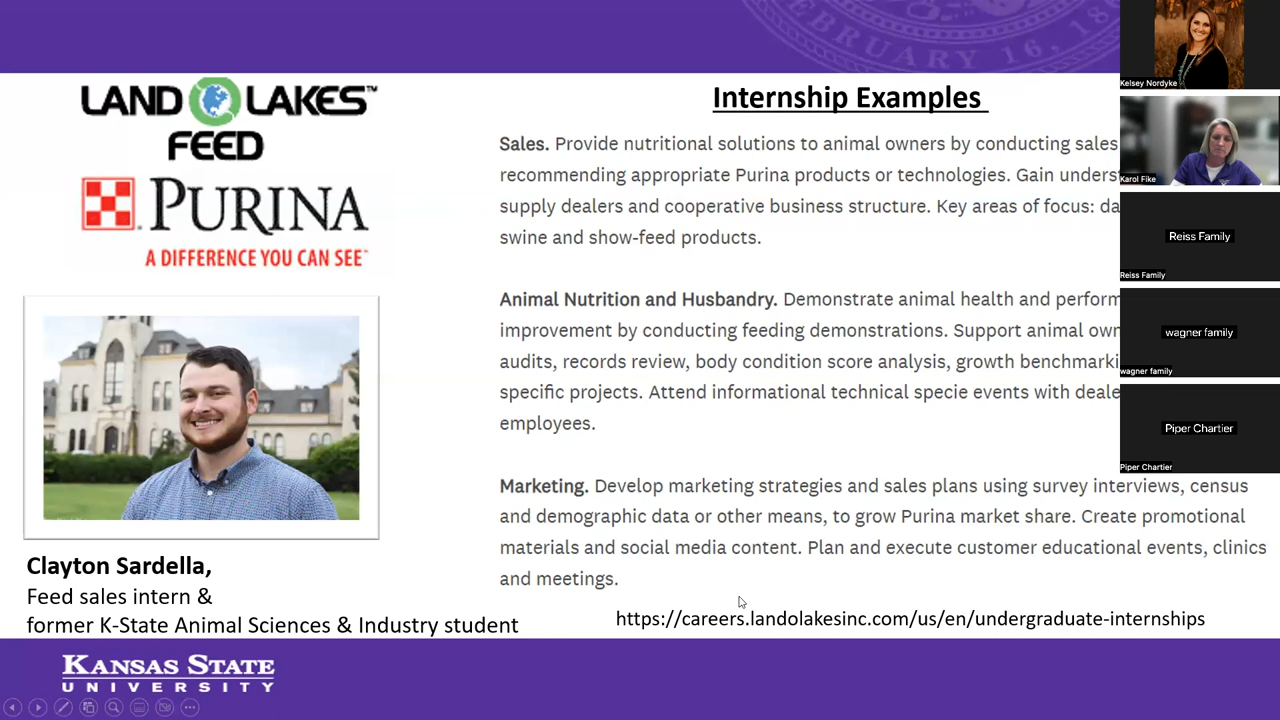 FEBRUARY 16, 18
LAND LAKES™
FEED
PURINA
A DIFFERENCE YOU CAN SEE™
Clayton Sardella,
Feed sales intern &
former K-State Animal Sciences & Industry student
Internship Examples
Sales. Provide nutritional solutions to animal owners by conducting sales
recommending appropriate Purina products or technologies. Gain underst
supply dealers and cooperative business structure. Key areas of focus: da
swine and show-feed products.
Animal Nutrition and Husbandry. Demonstrate animal health and perform
improvement by conducting feeding demonstrations. Support animal own
audits, records review, body condition score analysis, growth benchmarki
specific projects. Attend informational technical specie events with deale
employees.
Marketing. Develop marketing strategies and sales plans using survey interviews, census
and demographic data or other means, to grow Purina market share. Create promotional
materials and social media content. Plan and execute customer educational events, clinics
and meetings.
https://careers.landolakesinc.com/us/en/undergraduate-internships
KANSAS STATE
UNIVERSITY
Kelsey Nordyke
Karol Fike
Reiss Family
Reiss Family
wagner family
wagner family
Piper Chartier
Piper Chartier